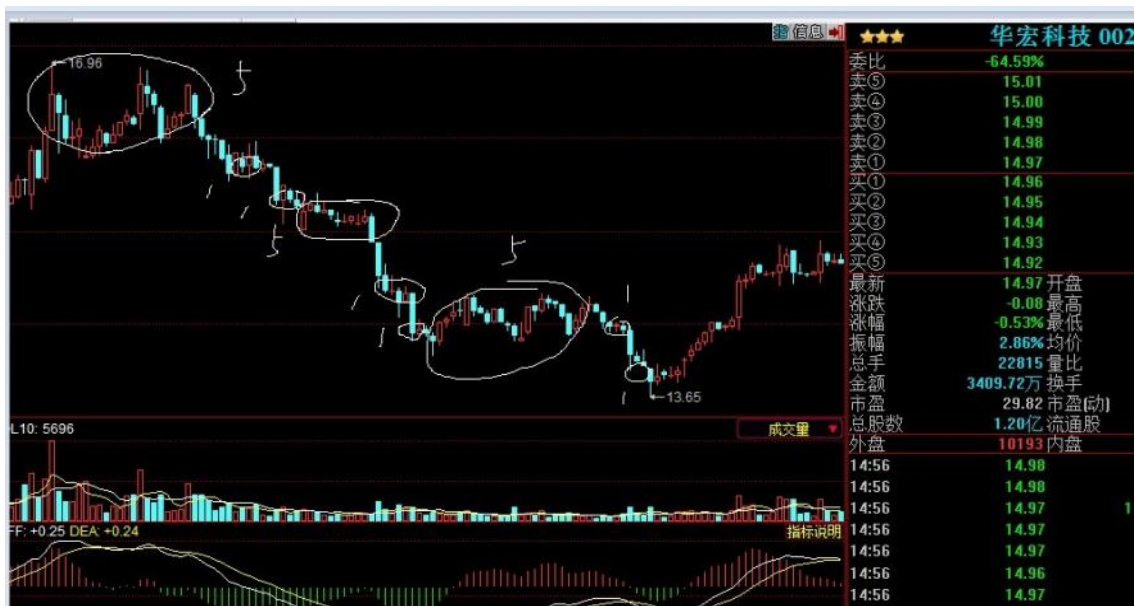 指 信息
★★★ 华宏科技 002
委比 -64.59%
卖⑤ 15.01
卖④ 15.00
卖③ 14.99
卖② 14.98
卖① 14.97
买① 14.96
买② 14.95
买③ 14.94
买④ 14.93
买⑤ 14.92
最新 14.97 开盘
涨跌 -0.08 最高
涨幅 -0.53% 最低
振幅 2.86% 均价
总手 22815 量比
金额 3409.72万 换手
市盈 29.82 市盈(动)
总股数 1.20亿 流通股
外盘 10193 内盘
14:56 14.98
14:56 14.98
14:56 14.97 1
14:56 14.97
14:56 14.97
14:56 14.96
14:56 14.97
16.96
13.65
L10: 5696
成交量
FF: +0.25 DEA: +0.24
指标说明